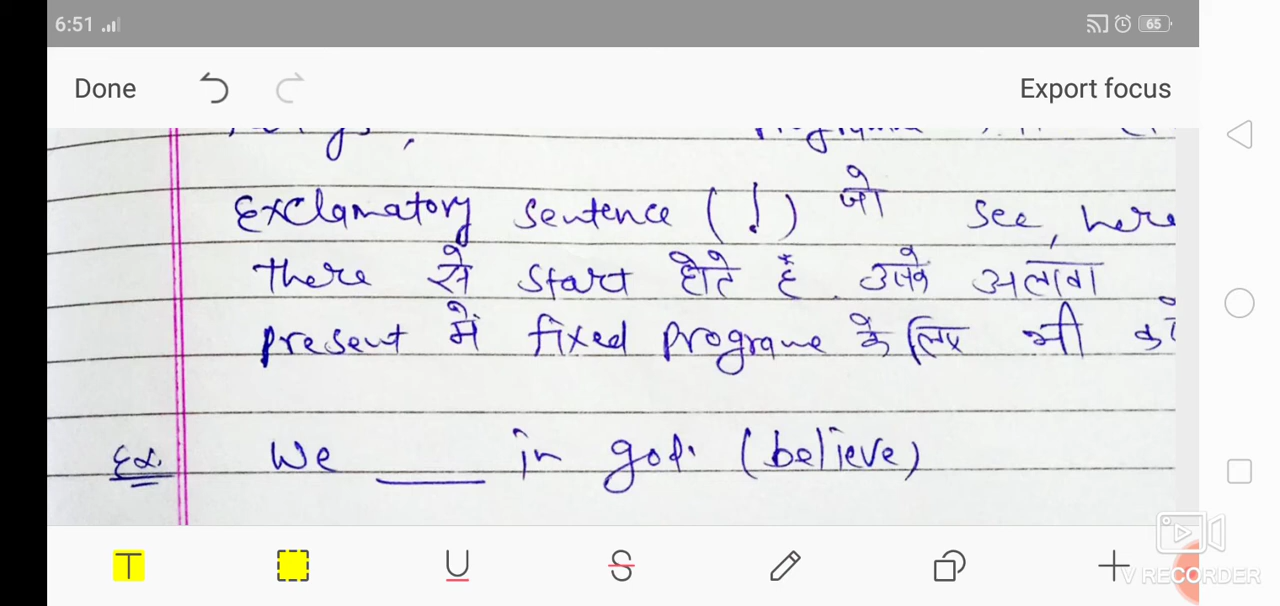 6:51
65
Done
Export focus
Exclamatory sentence (!) जो see, here
there से start होते हैं. उसके अलावा
present में fixed programe के लिए भी
Ex. We ____ in god. (believe)
T U S
V RECORDER